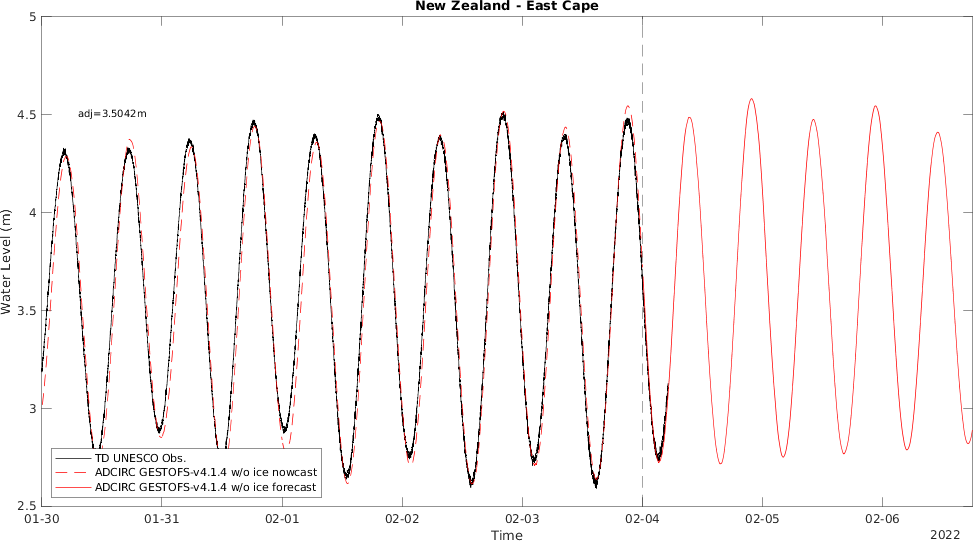 New Zealand - East Cape
5
adj=3.5042m
4.5
4
Water Level (m)
3.5
3
TD UNESCO Obs.
ADCIRC GESTOFS-v4.1.4 w/o ice nowcast
ADCIRC GESTOFS-v4.1.4 w/o ice forecast
2.5
01-30 01-31 02-01 02-02 02-03 02-04 02-05 02-06
Time
2022